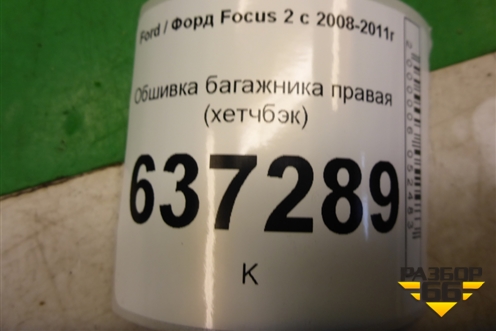 Ford / Форд Focus 2 с 2008-2011г
Обшивка багажника правая
(хетчбэк)
637289
К
РАЗБОР
66